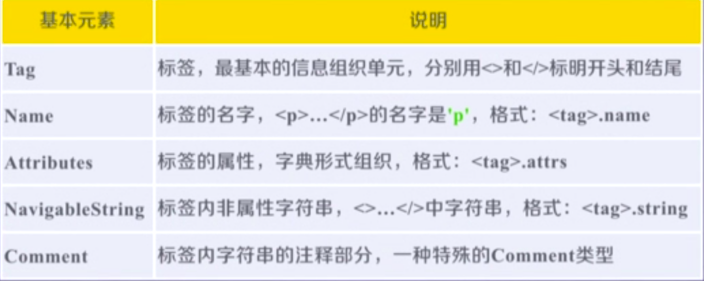 基本元素 说明
Tag 标签，最基本的信息组织单元，分别用<>和</>标明开头和结尾
Name 标签的名字，<p>…</p>的名字是'p'，格式：<tag>.name
Attributes 标签的属性，字典形式组织，格式：<tag>.attrs
NavigableString 标签内非属性字符串，<>…</>中字符串，格式：<tag>.string
Comment 标签内字符串的注释部分，一种特殊的Comment类型